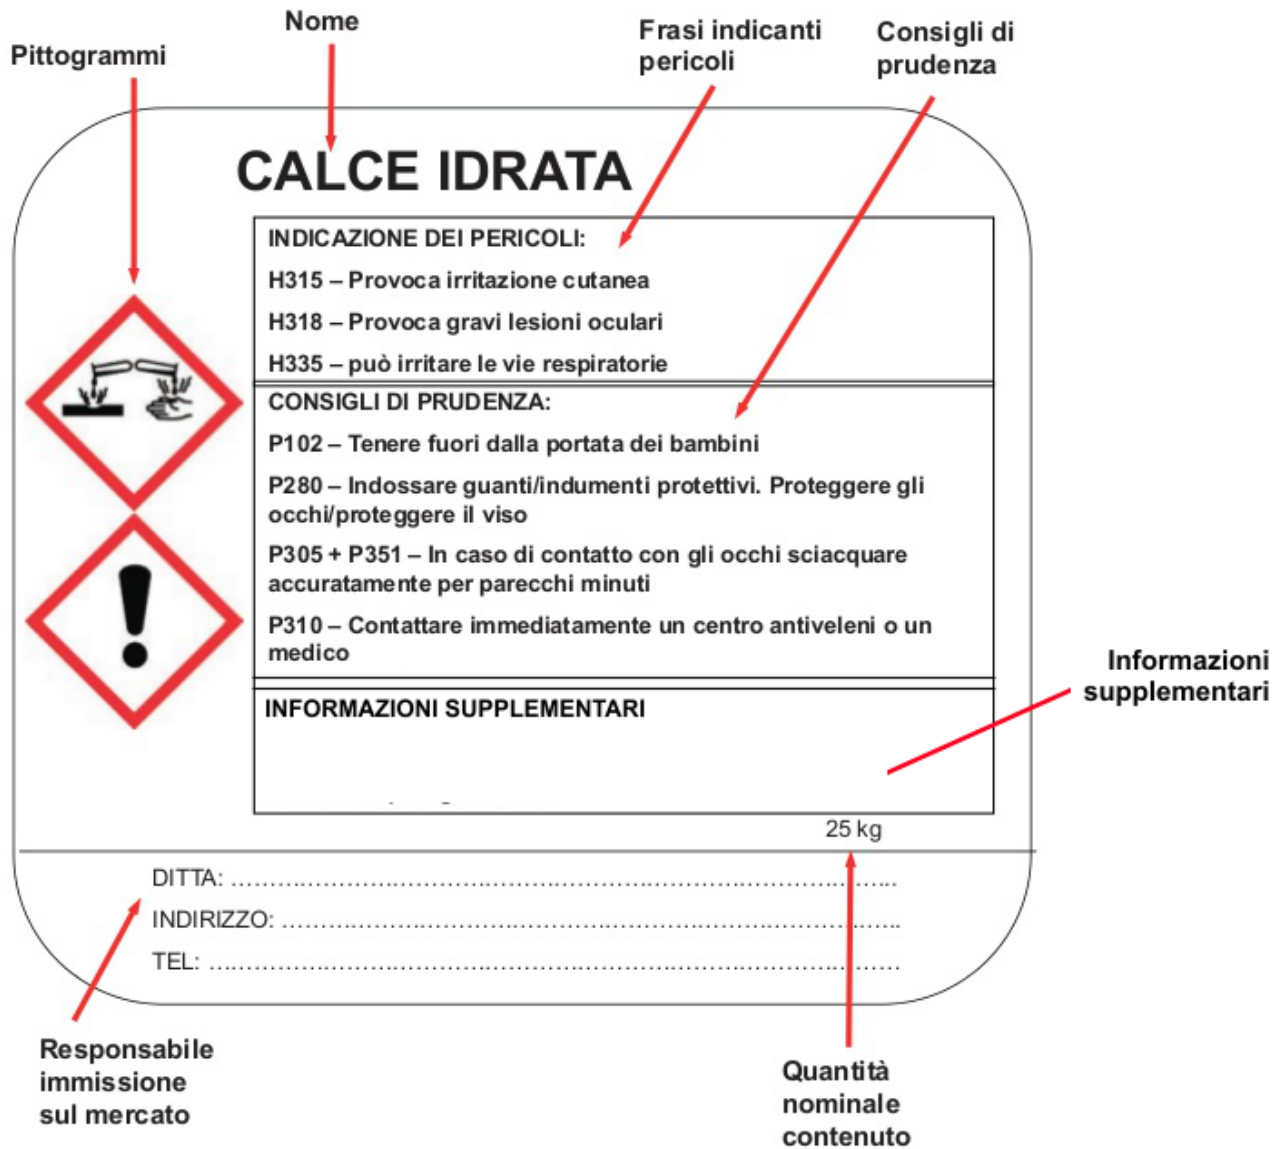 Nome
Frasi indicanti
pericoli
Consigli di
prudenza
Pittogrammi
CALCE IDRATA
INDICAZIONE DEI PERICOLI:
H315 – Provoca irritazione cutanea
H318 – Provoca gravi lesioni oculari
H335 – può irritare le vie respiratorie
CONSIGLI DI PRUDENZA:
P102 – Tenere fuori dalla portata dei bambini
P280 – Indossare guanti/indumenti protettivi. Proteggere gli
occhi/proteggere il viso
P305 + P351 – In caso di contatto con gli occhi sciacquare
accuratamente per parecchi minuti
P310 – Contattare immediatamente un centro antiveleni o un
medico
Informazioni
supplementari
INFORMAZIONI SUPPLEMENTARI
25 kg
DITTA: ..............................................................................
INDIRIZZO: ........................................................................
TEL: .................................................................................
Responsabile
immissione
sul mercato
Quantità
nominale
contenuto